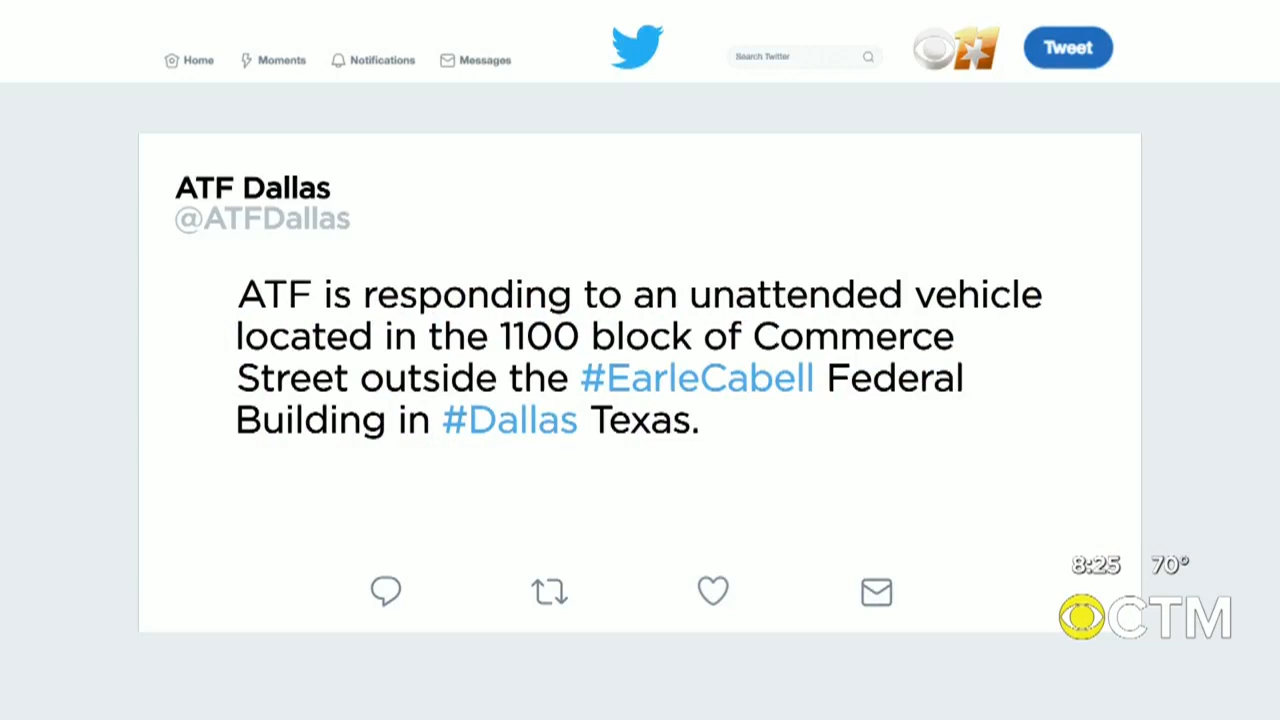 Home Moments Notifications Messages Search Twitter 11 Tweet
ATF Dallas
@ATFDallas
ATF is responding to an unattended vehicle
located in the 1100 block of Commerce
Street outside the #EarleCabell Federal
Building in #Dallas Texas.
8:25 70°
CTM